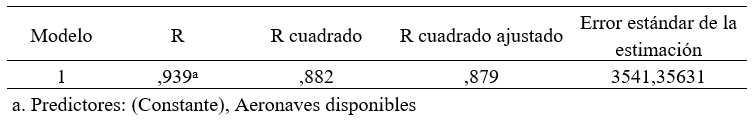 Modelo R R cuadrado R cuadrado ajustado Error estándar de la estimación
1 ,939ᵃ ,882 ,879 3541,35631
a. Predictores: (Constante), Aeronaves disponibles